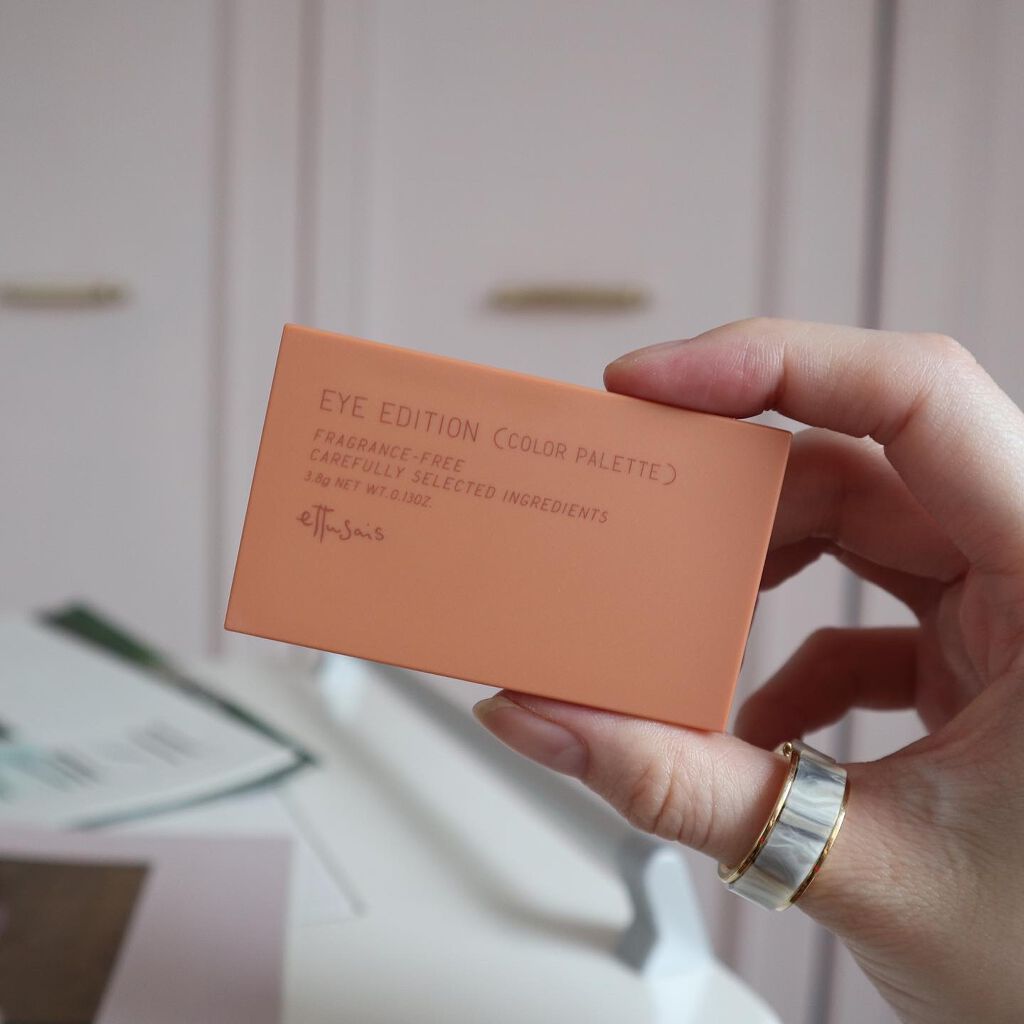 EYE EDITION (COLOR PALETTE)
FRAGRANCE-FREE
CAREFULLY SELECTED INGREDIENTS
3.8g NET WT.0.13OZ.
ettusais